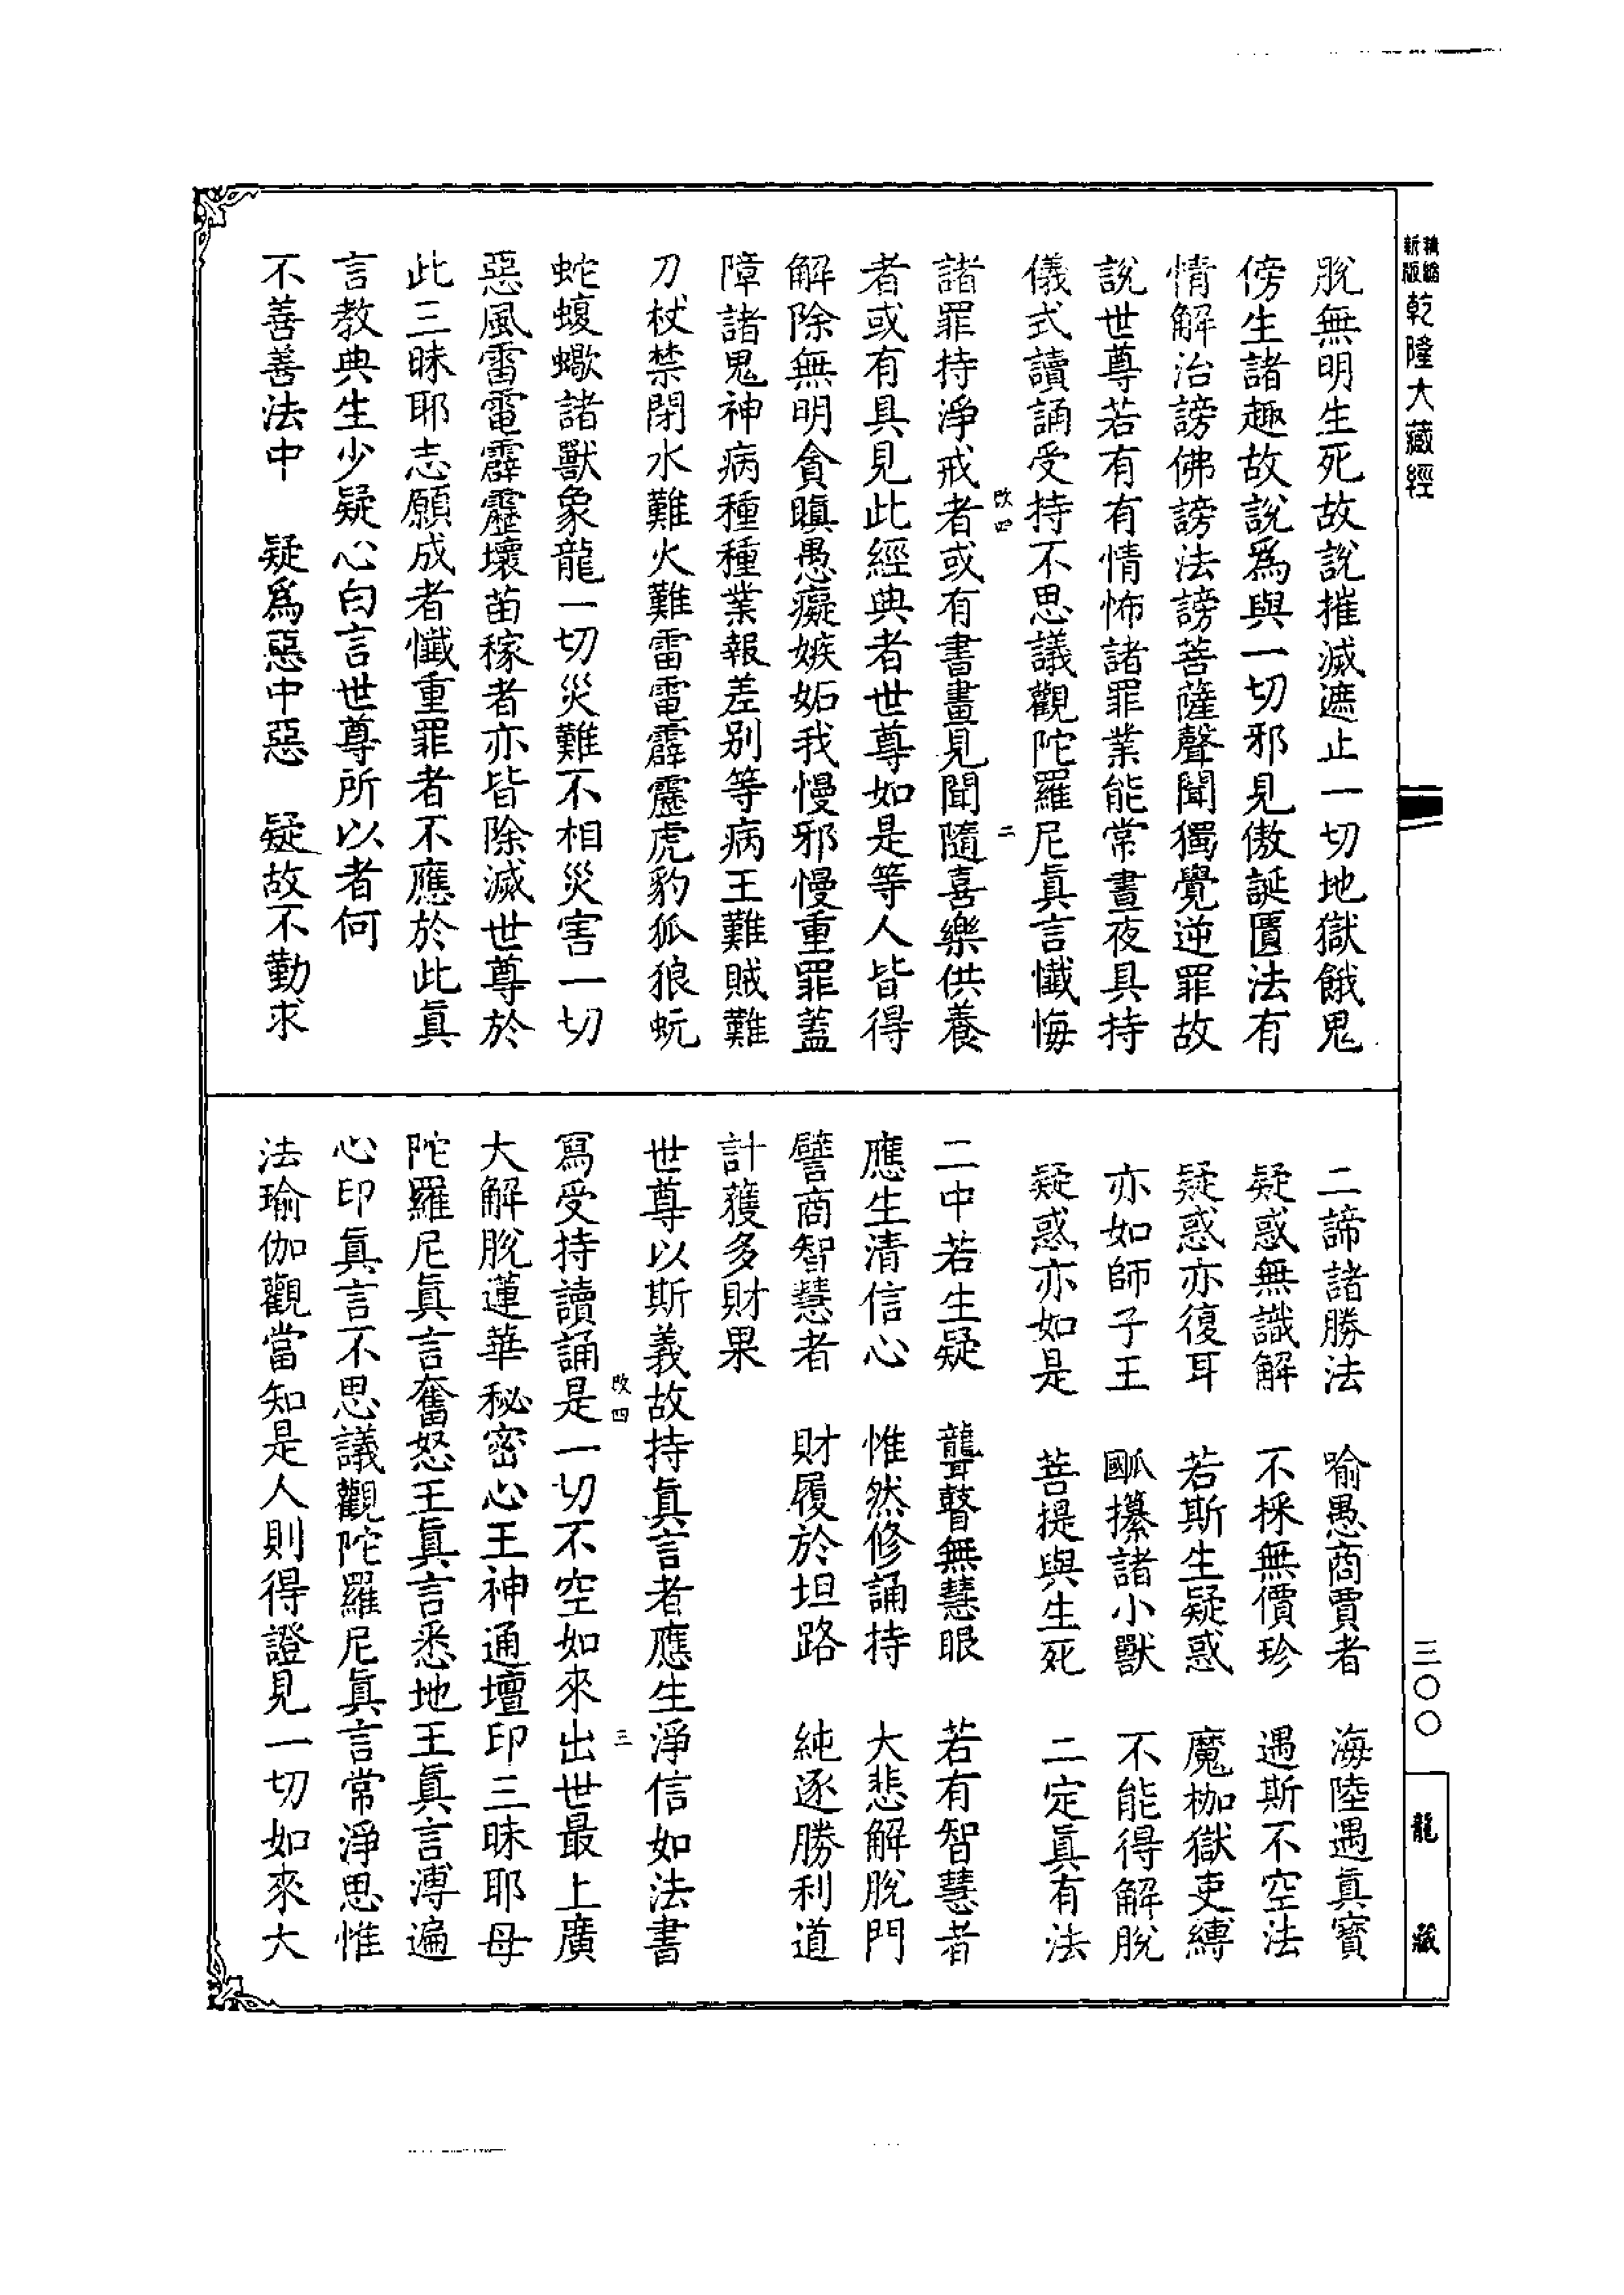 精縮新版乾隆大藏經
三〇〇
龍藏
脫無明生死故說摧滅遮止一切地獄餓鬼
傍生諸趣故說爲與一切邪見傲誕匱法有
情解治謗佛謗法謗菩薩聲聞獨覺逆罪故
說世尊若有有情怖諸罪業能常晝夜具持
儀式讀誦受持不思議觀陀羅尼眞言懺悔
改四
二
諸罪持淨戒者或有書畫見聞隨喜樂供養
者或有具見此經典者世尊如是等人皆得
解除無明貪瞋愚癡嫉妬我慢邪慢重罪蓋
障諸鬼神病種種業報差別等病王難賊難
刀杖禁閉水難火難雷電霹靂虎豹狐狼蚖
蛇蝮蠍諸獸象龍一切災難不相災害一切
惡風雷電霹靂壞苗稼者亦皆除滅世尊於
此三昧耶志願成者懺重罪者不應於此眞
言教典生少疑心白言世尊所以者何
不善善法中　疑爲惡中惡　疑故不勤求
二諦諸勝法　喻愚商賈者　海陸遇眞寶
疑惑無識解　不採無價珍　遇斯不空法
疑惑亦復耳　若斯生疑惑　魔枷獄吏縛
亦如師子王　𠜾攥諸小獸　不能得解脫
疑惑亦如是　菩提與生死　二定眞有法
二中若生疑　聾瞽無慧眼　若有智慧者
應生清信心　惟然修誦持　大悲解脫門
譬商智慧者　財履於坦路　純逐勝利道
計獲多財果
世尊以斯義故持眞言者應生淨信如法書
改四
三
寫受持讀誦是一切不空如來出世最上廣
大解脫蓮華秘密心王神通壇印三昧耶母
陀羅尼眞言奮怒王眞言悉地王眞言溥遍
心印眞言不思議觀陀羅尼眞言常淨思惟
法瑜伽觀當知是人則得證見一切如來大